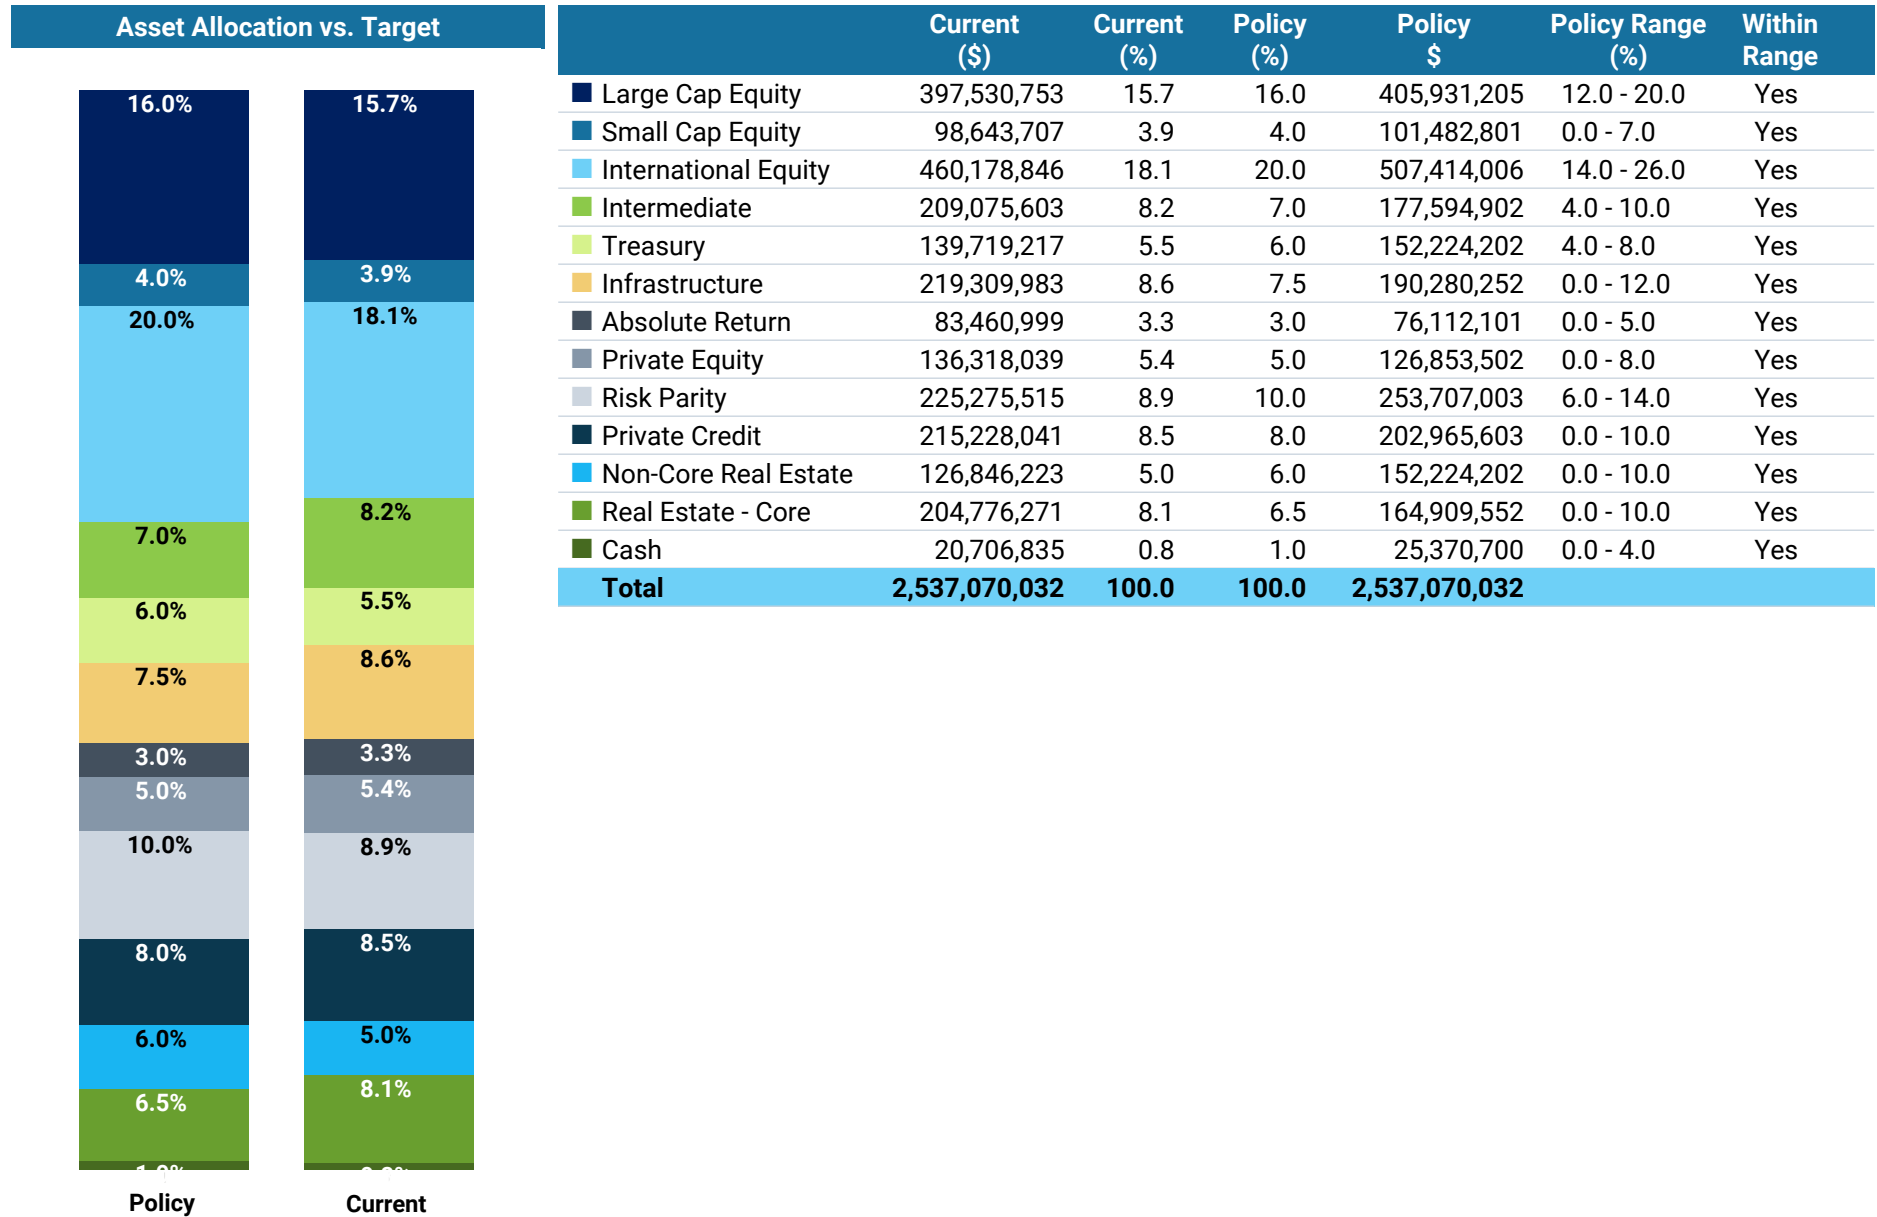 Asset Allocation vs. Target
16.0%
4.0%
20.0%
7.0%
6.0%
7.5%
3.0%
5.0%
10.0%
8.0%
6.0%
6.5%
Policy
15.7%
3.9%
18.1%
8.2%
5.5%
8.6%
3.3%
5.4%
8.9%
8.5%
5.0%
8.1%
Current
Current ($) Current (%) Policy (%) Policy $ Policy Range (%) Within Range
Large Cap Equity 397,530,753 15.7 16.0 405,931,205 12.0 - 20.0 Yes
Small Cap Equity 98,643,707 3.9 4.0 101,482,801 0.0 - 7.0 Yes
International Equity 460,178,846 18.1 20.0 507,414,006 14.0 - 26.0 Yes
Intermediate 209,075,603 8.2 7.0 177,594,902 4.0 - 10.0 Yes
Treasury 139,719,217 5.5 6.0 152,224,202 4.0 - 8.0 Yes
Infrastructure 219,309,983 8.6 7.5 190,280,252 0.0 - 12.0 Yes
Absolute Return 83,460,999 3.3 3.0 76,112,101 0.0 - 5.0 Yes
Private Equity 136,318,039 5.4 5.0 126,853,502 0.0 - 8.0 Yes
Risk Parity 225,275,515 8.9 10.0 253,707,003 6.0 - 14.0 Yes
Private Credit 215,228,041 8.5 8.0 202,965,603 0.0 - 10.0 Yes
Non-Core Real Estate 126,846,223 5.0 6.0 152,224,202 0.0 - 10.0 Yes
Real Estate - Core 204,776,271 8.1 6.5 164,909,552 0.0 - 10.0 Yes
Cash 20,706,835 0.8 1.0 25,370,700 0.0 - 4.0 Yes
Total 2,537,070,032 100.0 100.0 2,537,070,032